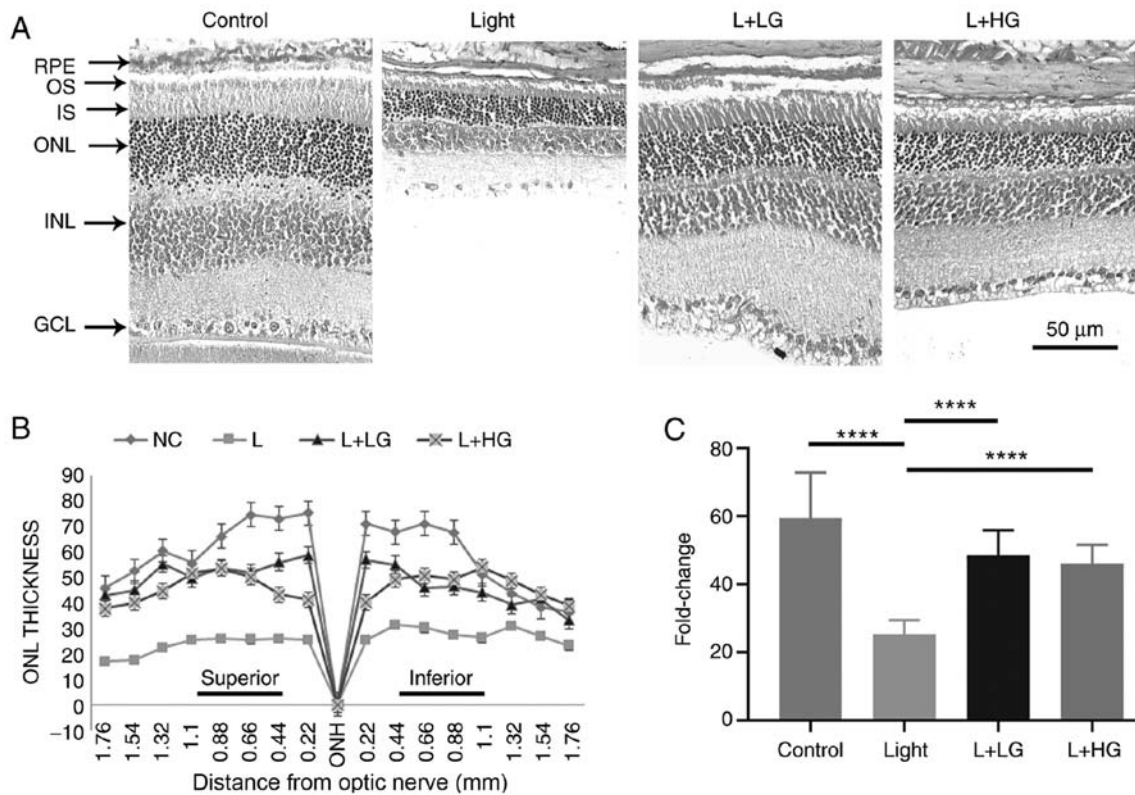 A
Control
Light
L+LG
L+HG
RPE
OS
IS
ONL
INL
GCL
50 µm
B
NC
L
L+LG
L+HG
ONL THICKNESS
90
80
70
60
50
40
30
20
10
0
−10
Superior
Inferior
1.76
1.54
1.32
1.1
0.88
0.66
0.44
0.22
ONH
0.22
0.44
0.66
0.88
1.1
1.32
1.54
1.76
Distance from optic nerve (mm)
C
****
****
****
Fold-change
80
60
40
20
0
Control
Light
L+LG
L+HG